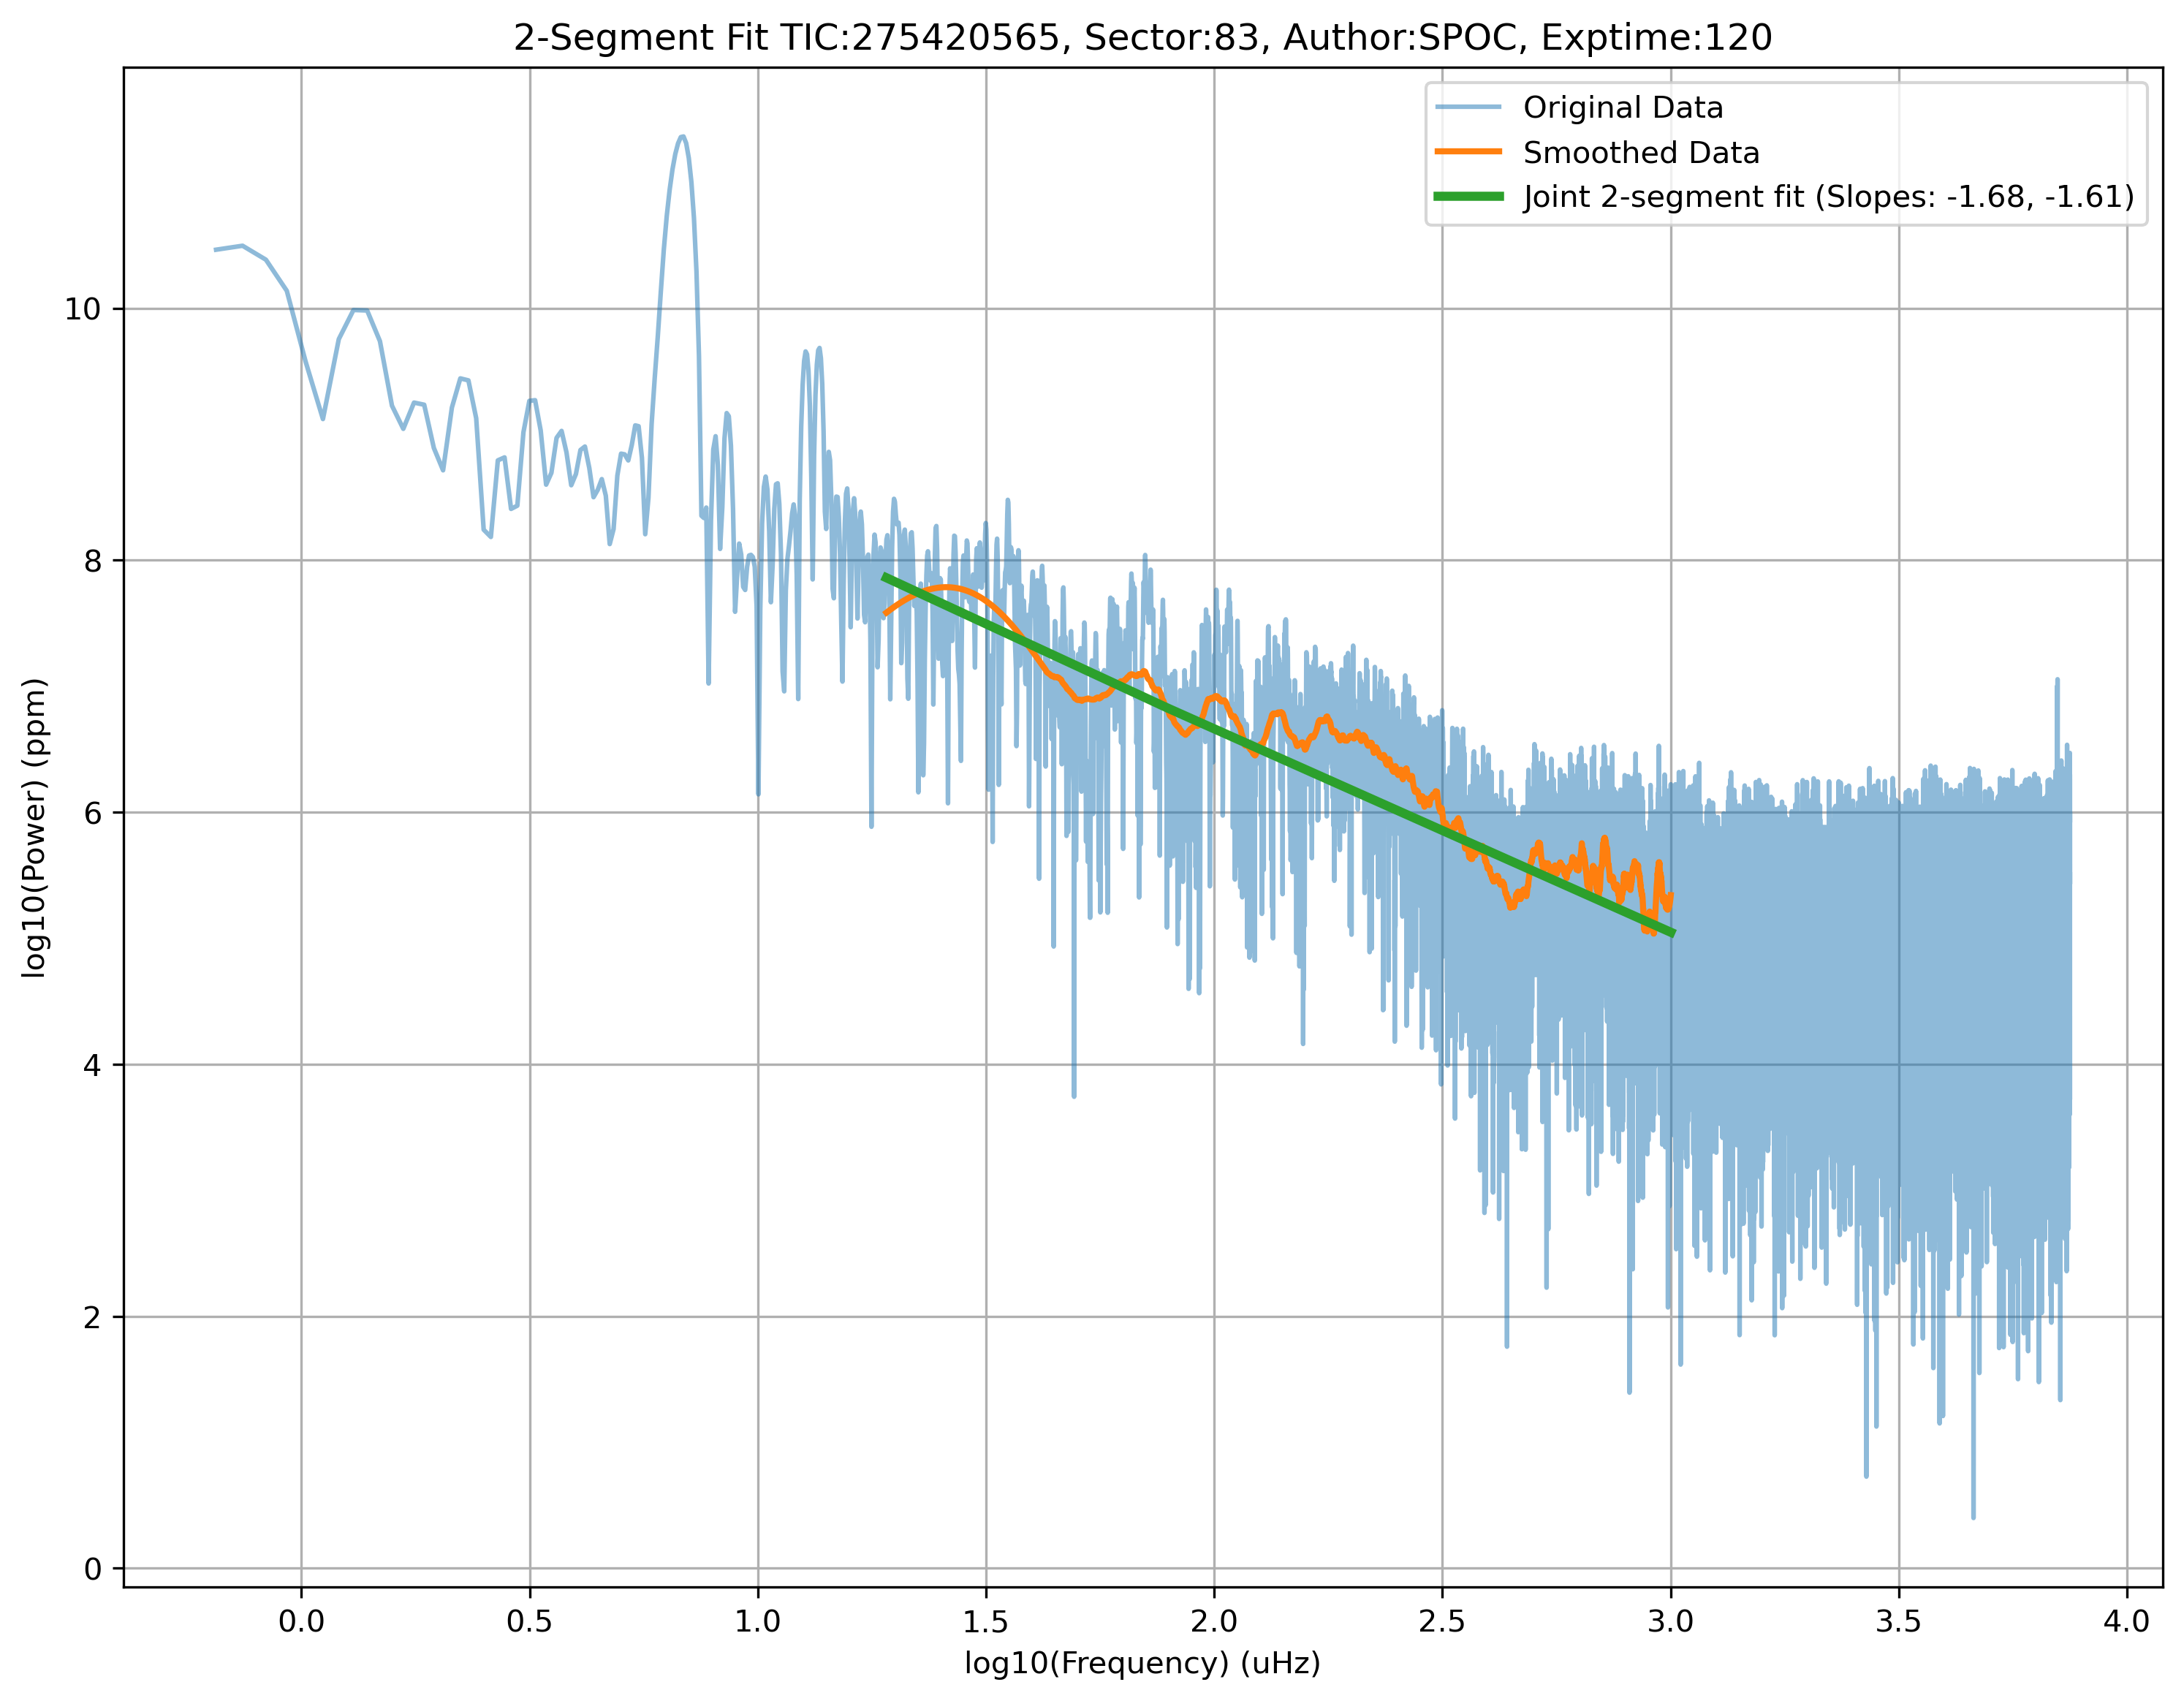 2-Segment Fit TIC:275420565, Sector:83, Author:SPOC, Exptime:120
Original Data
Smoothed Data
Joint 2-segment fit (Slopes: -1.68, -1.61)
log10(Power) (ppm)
10
8
6
4
2
0
0.0 0.5 1.0 1.5 2.0 2.5 3.0 3.5 4.0
log10(Frequency) (uHz)